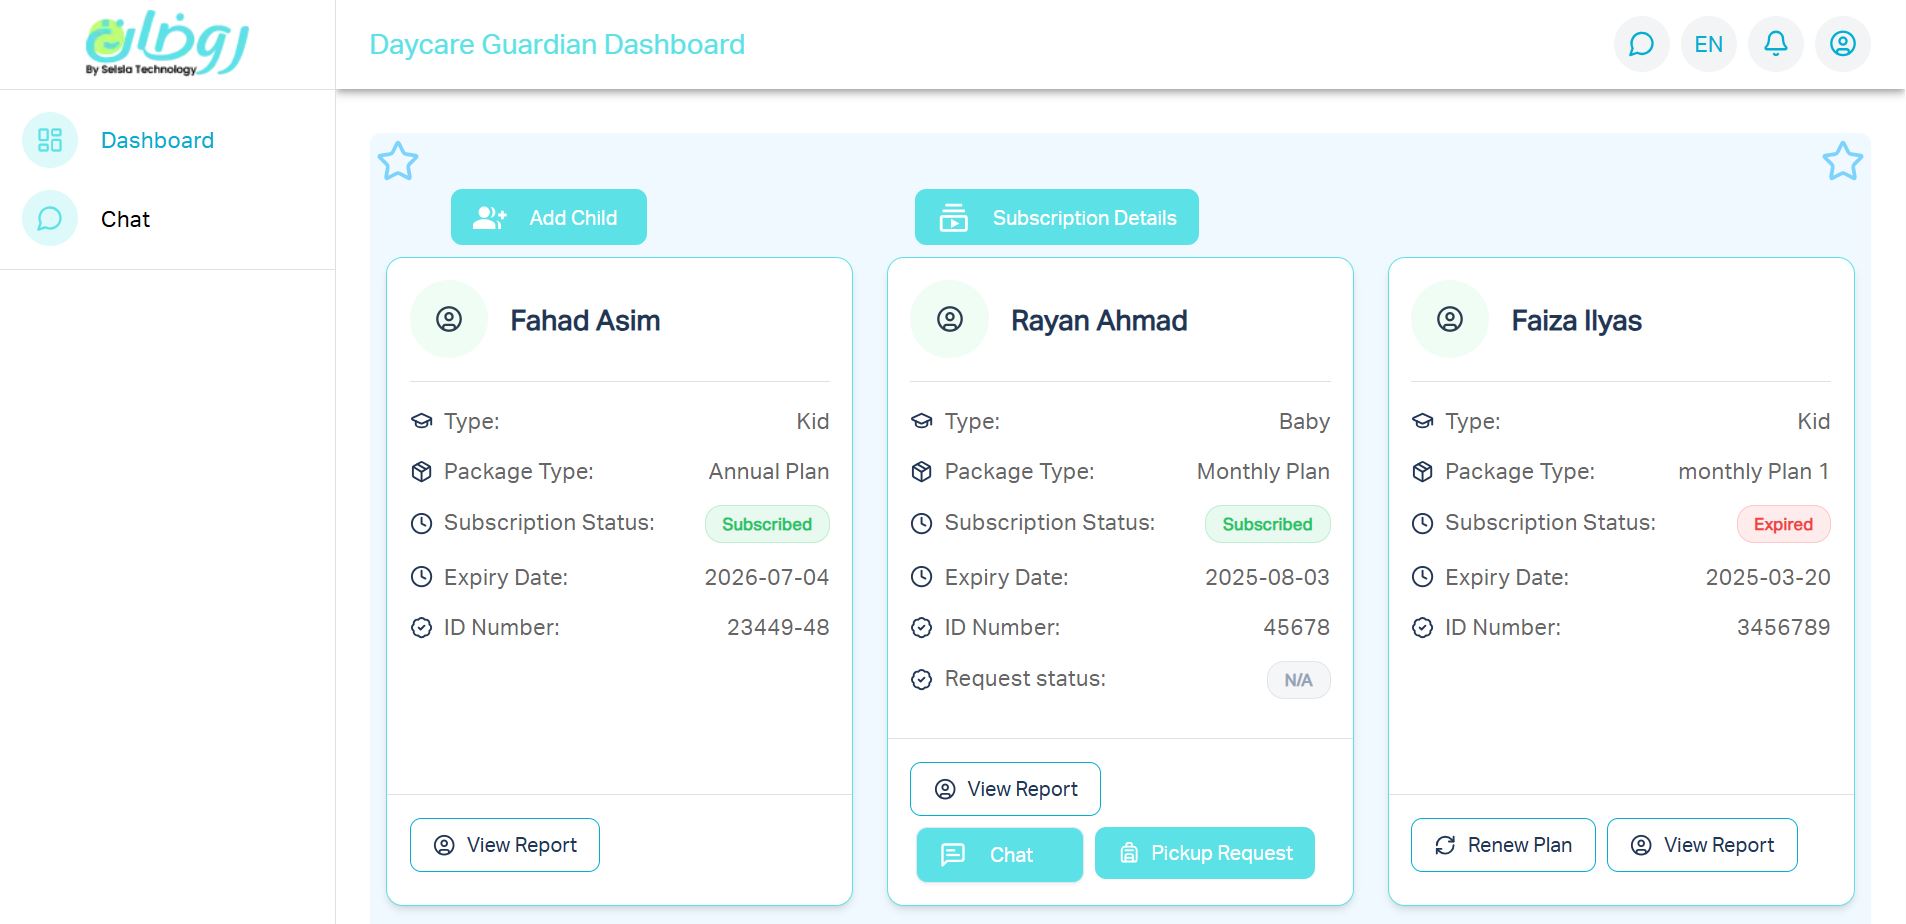 روضتك
By Selsla Technology
Daycare Guardian Dashboard
EN
Dashboard
Chat
Add Child
Subscription Details
Fahad Asim
Type: Kid
Package Type: Annual Plan
Subscription Status: Subscribed
Expiry Date: 2026-07-04
ID Number: 23449-48
View Report
Rayan Ahmad
Type: Baby
Package Type: Monthly Plan
Subscription Status: Subscribed
Expiry Date: 2025-08-03
ID Number: 45678
Request status: N/A
View Report
Chat
Pickup Request
Faiza Ilyas
Type: Kid
Package Type: monthly Plan 1
Subscription Status: Expired
Expiry Date: 2025-03-20
ID Number: 3456789
Renew Plan
View Report